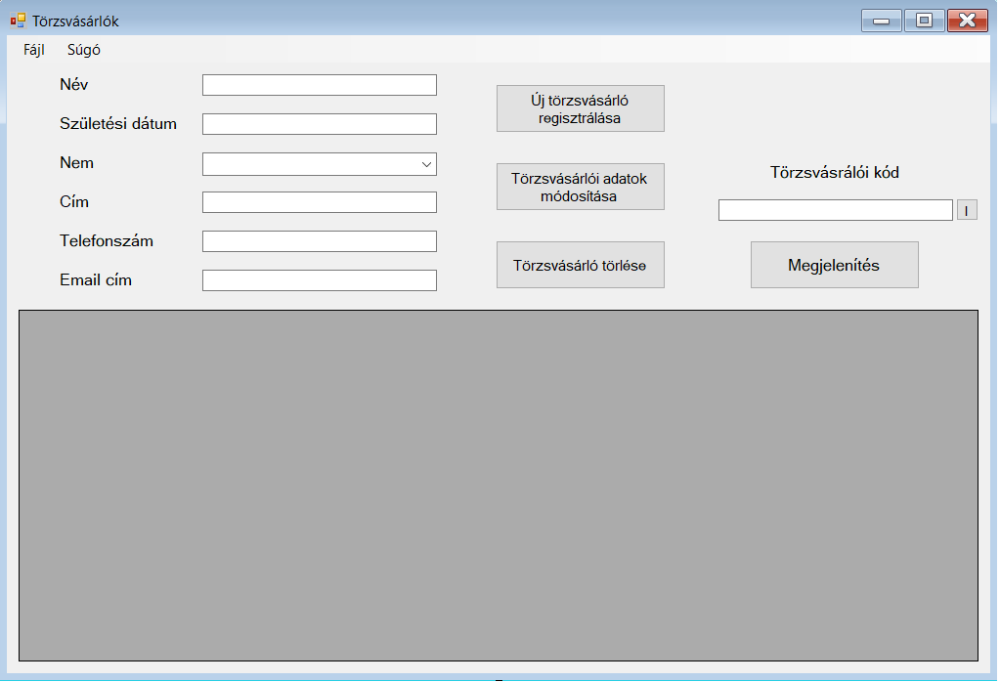 Törzsvásárlók
Fájl Súgó
Név
Születési dátum
Nem
Cím
Telefonszám
Email cím
Új törzsvásárló
regisztrálása
Törzsvásárlói adatok
módosítása
Törzsvásárló törlése
Törzsvásrálói kód
I
Megjelenítés